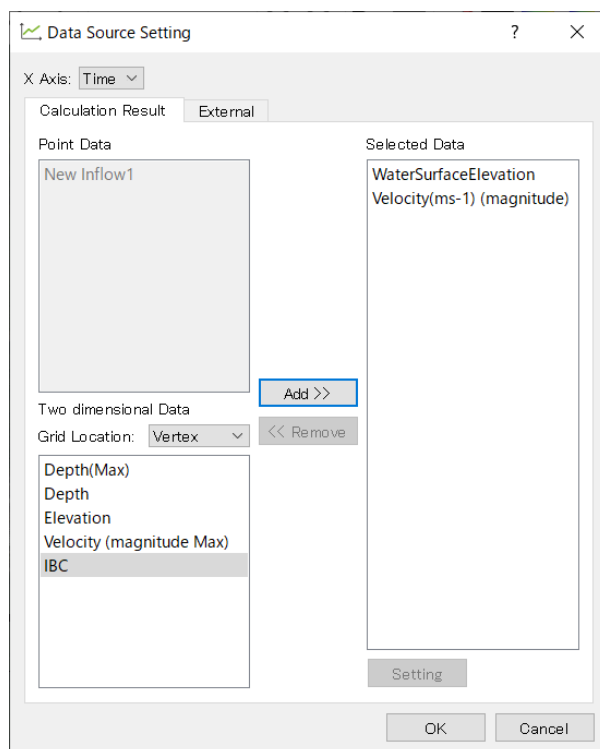 Data Source Setting
?
X Axis: Time
Calculation Result
External
Point Data
New Inflow1
Two dimensional Data
Grid Location: Vertex
Depth(Max)
Depth
Elevation
Velocity (magnitude Max)
IBC
Add >>
<< Remove
Selected Data
WaterSurfaceElevation
Velocity(ms-1) (magnitude)
Setting
OK
Cancel